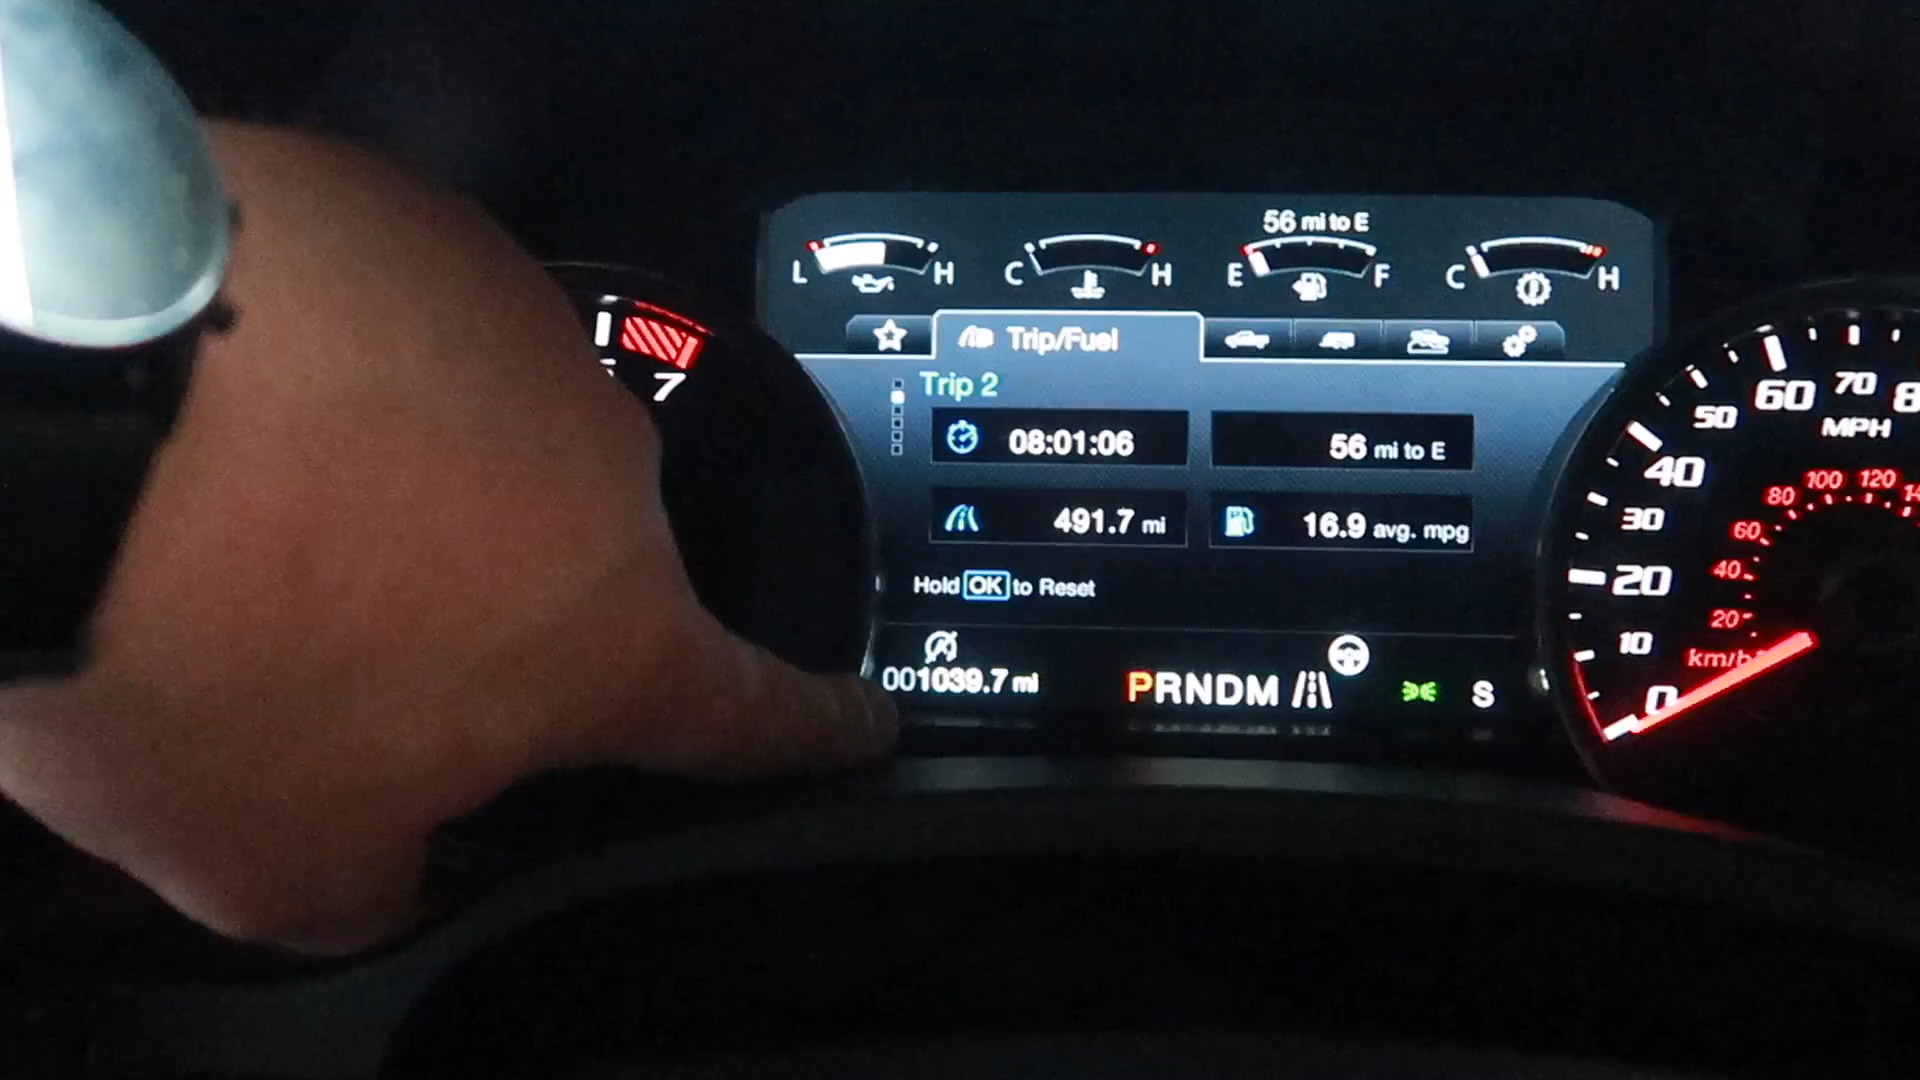 56 mi to E
L H C H E F C H
Trip/Fuel
Trip 2
08:01:06 56 mi to E
491.7 mi 16.9 avg. mpg
Hold OK to Reset
001039.7 mi PRNDM S
7
0 10 20 30 40 50 60 70 8
MPH
20 40 60 80 100 120 14
km/h